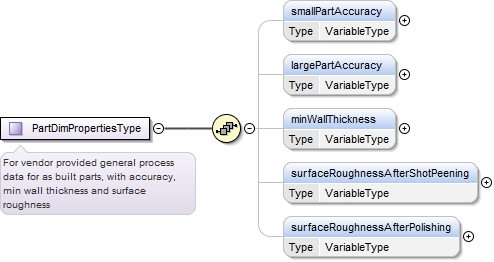 smallPartAccuracy
Type VariableType
largePartAccuracy
Type VariableType
minWallThickness
Type VariableType
PartDimPropertiesType
For vendor provided general process
data for as built parts, with accuracy,
min wall thickness and surface
roughness
surfaceRoughnessAfterShotPeening
Type VariableType
surfaceRoughnessAfterPolishing
Type VariableType